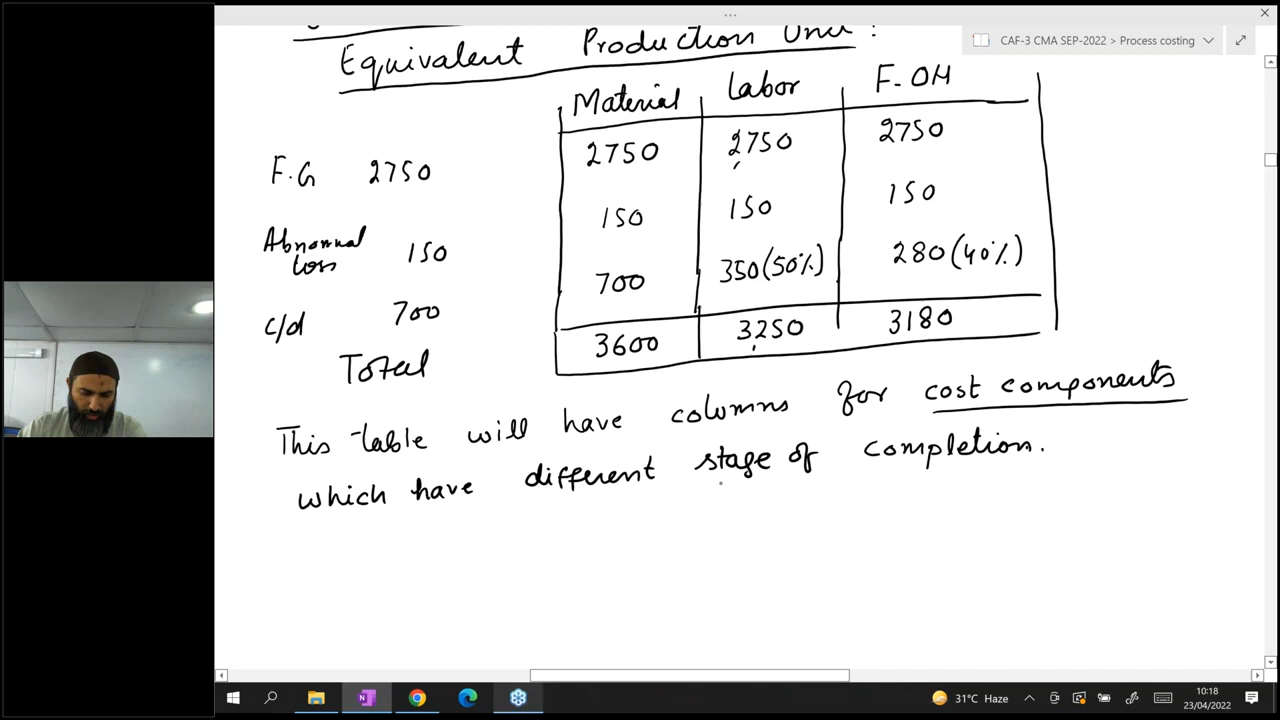 Equivalent Production Unit:
CAF-3 CMA SEP-2022 > Process costing
Material Labor F-OH
F.G 2750 2750 2750 2750
Abnormal loss 150 150 150 150
c/d 700 700 350(50%) 280(40%)
Total 3600 3250 3180
This table will have columns for cost components
which have different stage of completion.
31°C Haze
10:18
23/04/2022